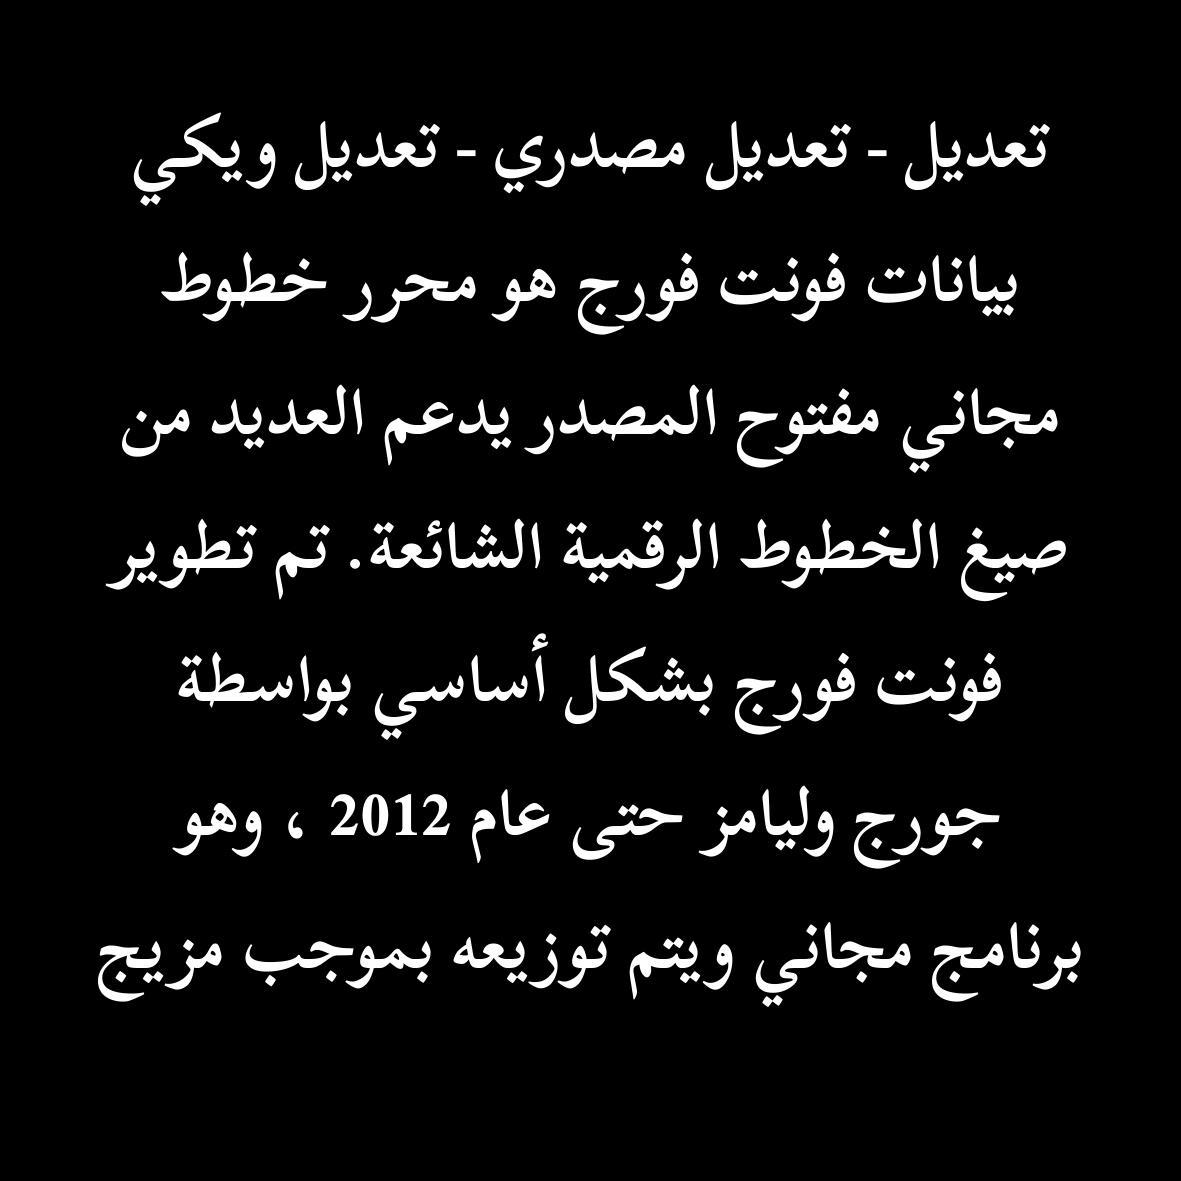 تعديل - تعديل مصدري - تعديل ويكي
بيانات فونت فورج هو محرر خطوط
مجاني مفتوح المصدر يدعم العديد من
صيغ الخطوط الرقمية الشائعة. تم تطوير
فونت فورج بشكل أساسي بواسطة
جورج وليامز حتى عام 2012 ، وهو
برنامج مجاني ويتم توزيعه بموجب مزيج